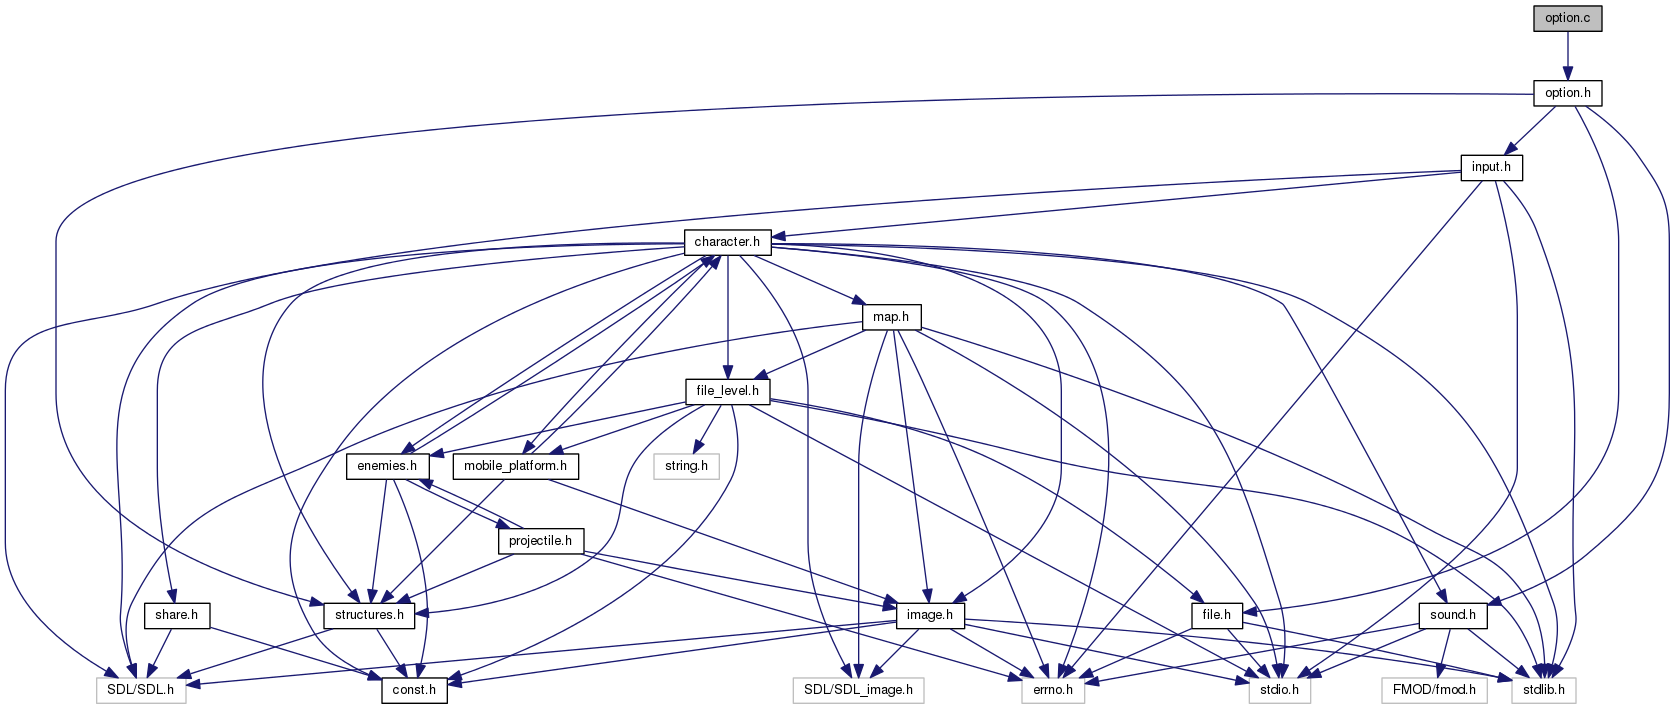 option.c
option.h
input.h
character.h
map.h
file_level.h
enemies.h
mobile_platform.h
string.h
projectile.h
share.h
structures.h
image.h
file.h
sound.h
SDL/SDL.h
const.h
SDL/SDL_image.h
errno.h
stdio.h
FMOD/fmod.h
stdlib.h